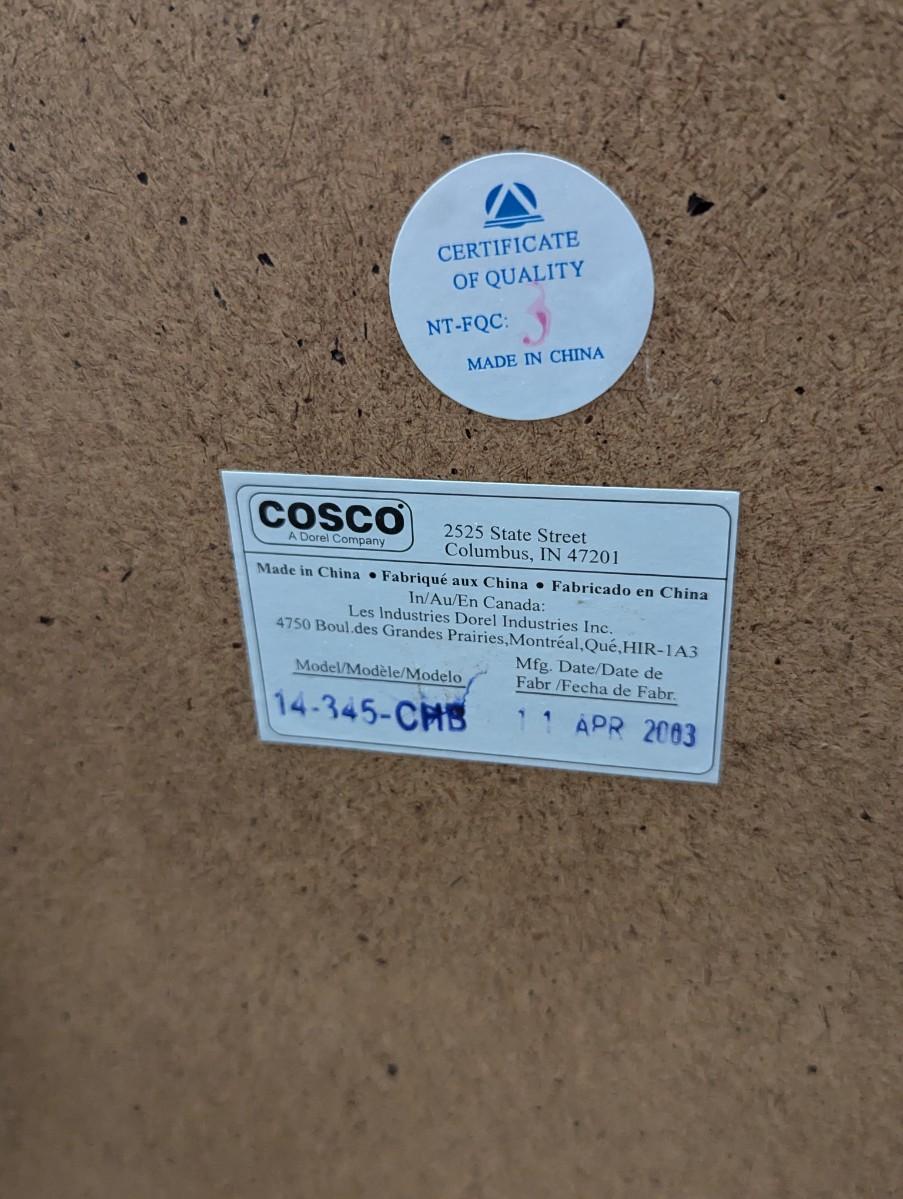 CERTIFICATE
OF QUALITY
NT-FQC: 3
MADE IN CHINA
COSCO
A Dorel Company
2525 State Street
Columbus, IN 47201
Made in China • Fabriqué aux China • Fabricado en China
In/Au/En Canada:
Les Industries Dorel Industries Inc.
4750 Boul.des Grandes Prairies,Montréal,Qué,HIR-1A3
Model/Modèle/Modelo
Mfg. Date/Date de
Fabr /Fecha de Fabr.
14-345-CHB
11 APR 2003